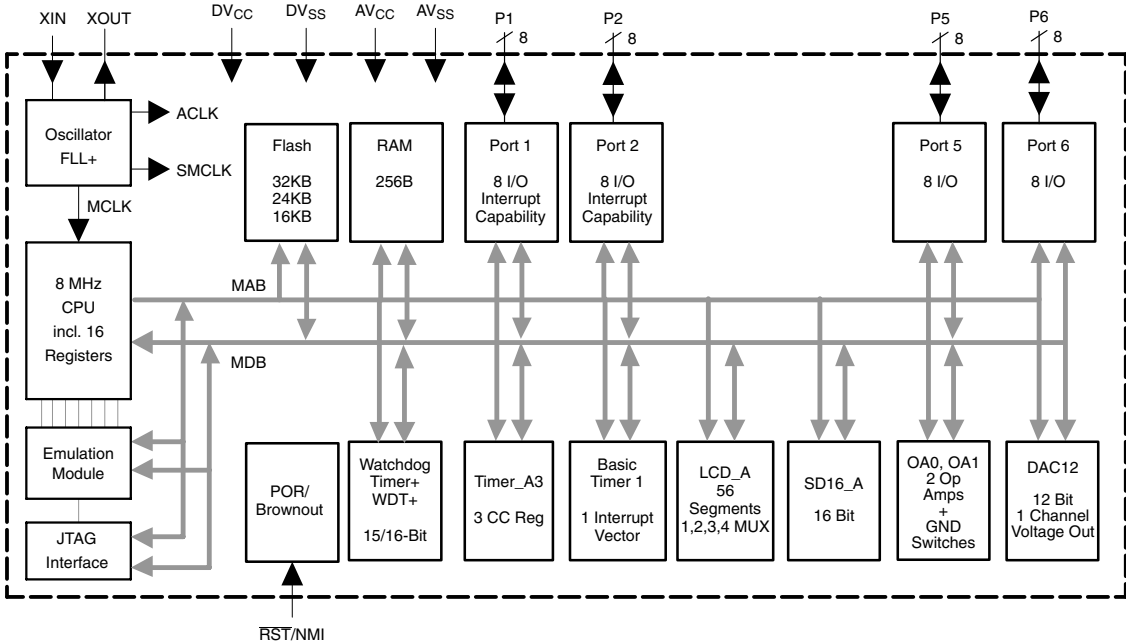 XIN XOUT DVCC DVSS AVCC AVSS P1 P2 P5 P6
8 8 8 8
Oscillator
FLL+
ACLK
SMCLK
MCLK
Flash
32KB
24KB
16KB
RAM
256B
Port 1
8 I/O
Interrupt
Capability
Port 2
8 I/O
Interrupt
Capability
Port 5
8 I/O
Port 6
8 I/O
8 MHz
CPU
incl. 16
Registers
MAB
MDB
Emulation
Module
JTAG
Interface
POR/
Brownout
Watchdog
Timer+
WDT+
15/16-Bit
Timer_A3
3 CC Reg
Basic
Timer 1
1 Interrupt
Vector
LCD_A
56
Segments
1,2,3,4 MUX
SD16_A
16 Bit
OA0, OA1
2 Op
Amps
+
GND
Switches
DAC12
12 Bit
1 Channel
Voltage Out
RST/NMI